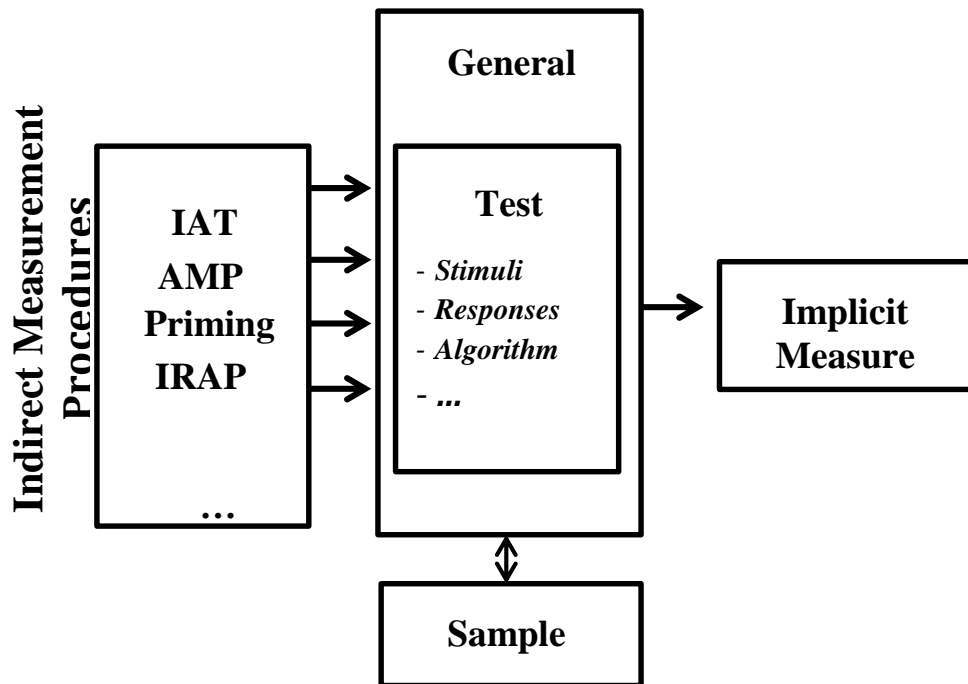 Indirect Measurement
Procedures
IAT
AMP
Priming
IRAP
...
General
Test
- Stimuli
- Responses
- Algorithm
- ...
Implicit
Measure
Sample